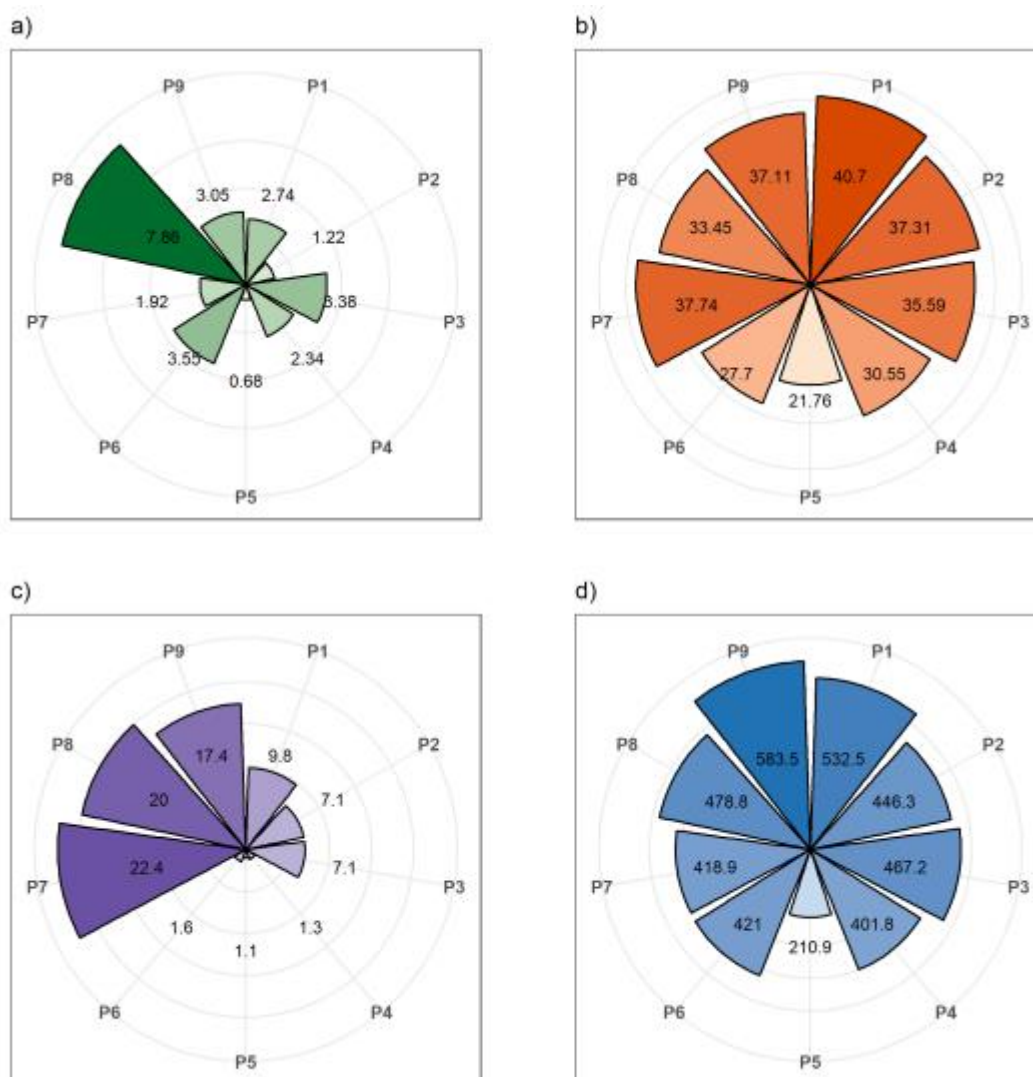 a)
P9 P1
P8 P2
3.05 2.74
7.86 1.22
1.92 3.38
P7 P3
3.55 2.34
0.68
P6 P4
P5
b)
P9 P1
37.11 40.7
P8 P2
33.45 37.31
37.74 35.59
P7 P3
27.7 30.55
21.76
P6 P4
P5
c)
P9 P1
17.4 9.8
P8 P2
20 7.1
22.4 7.1
P7 P3
1.6 1.3
1.1
P6 P4
P5
d)
P9 P1
583.5 532.5
P8 P2
478.8 446.3
418.9 467.2
P7 P3
421 401.8
210.9
P6 P4
P5